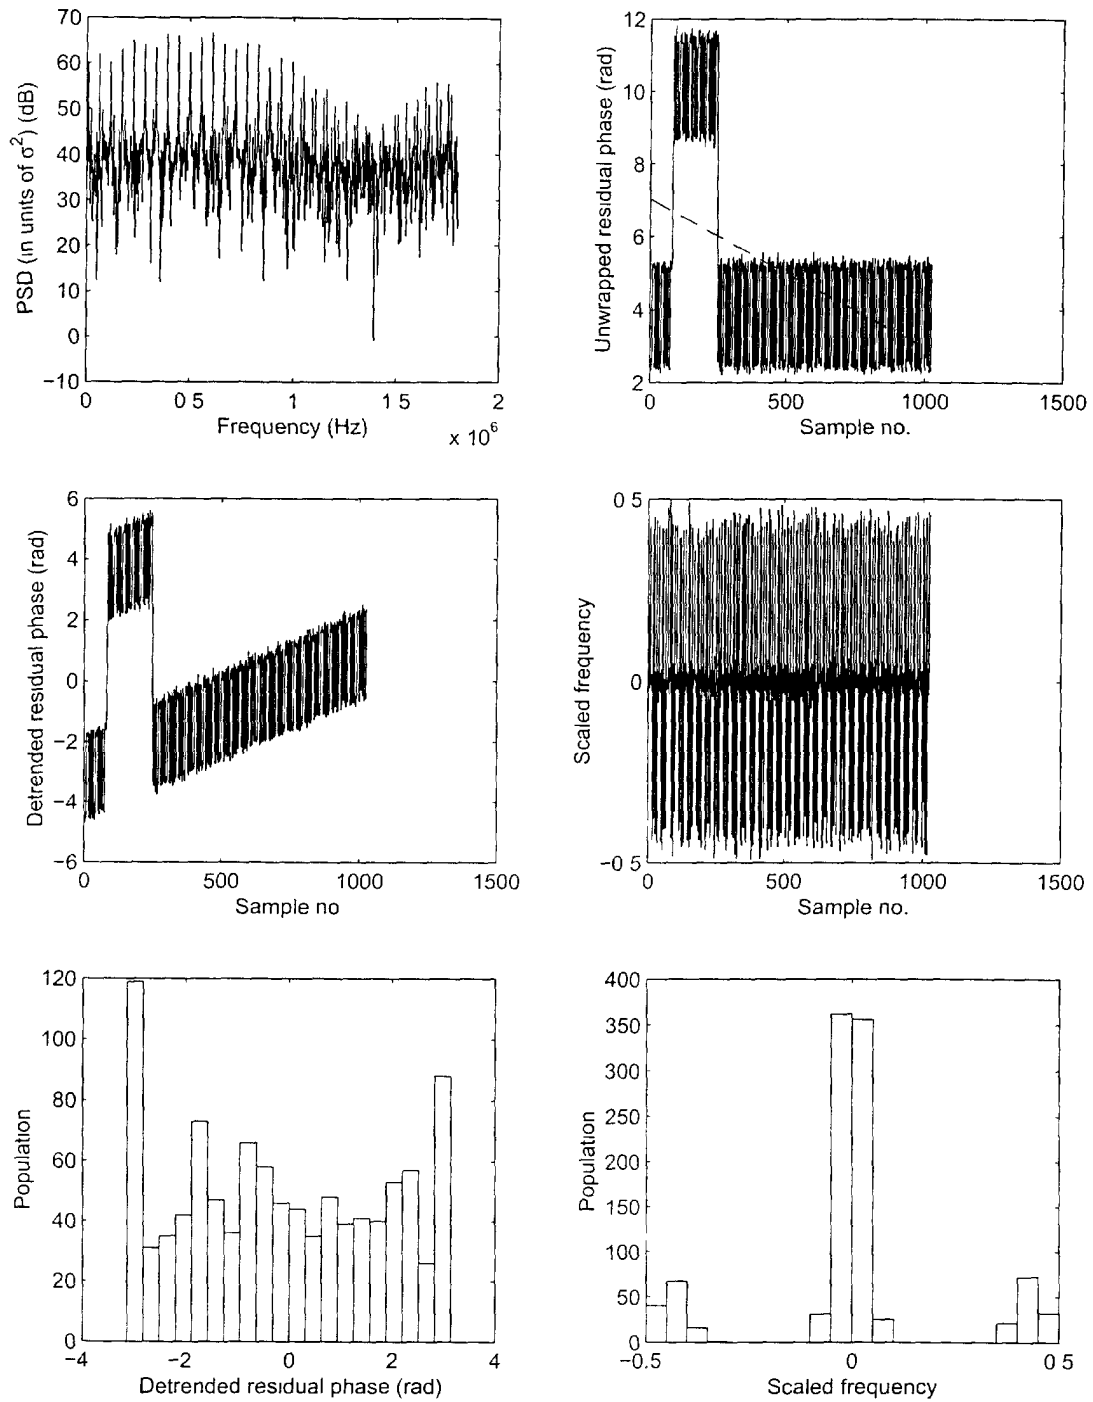 70
60
50
40
30
20
10
0
−10
PSD (in units of σ²) (dB)
0 0 5 1 1 5 2
Frequency (Hz)
x 10⁶
12
10
8
6
4
2
Unwrapped residual phase (rad)
0 500 1000 1500
Sample no.
6
4
2
0
−2
−4
−6
Detrended residual phase (rad)
0 500 1000 1500
Sample no
0 5
0
−0 5
Scaled frequency
0 500 1000 1500
Sample no.
120
100
80
60
40
20
0
Population
−4 −2 0 2 4
Detrended residual phase (rad)
400
350
300
250
200
150
100
50
0
Population
−0.5 0 0 5
Scaled frequency